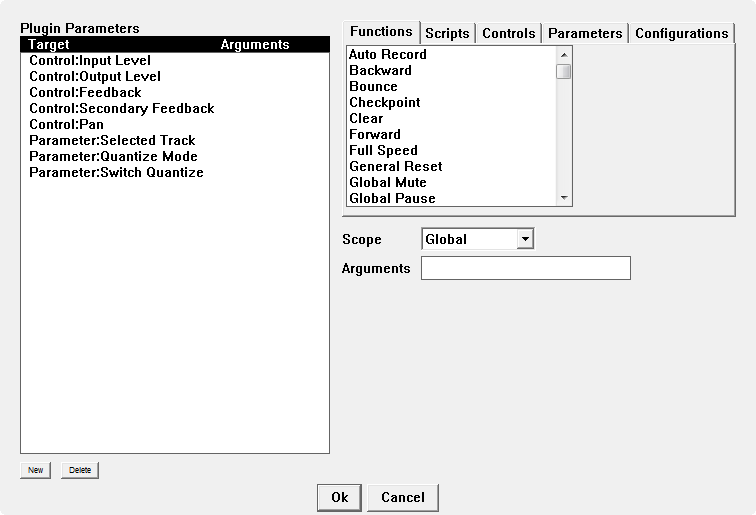 Plugin Parameters
Target Arguments
Control:Input Level
Control:Output Level
Control:Feedback
Control:Secondary Feedback
Control:Pan
Parameter:Selected Track
Parameter:Quantize Mode
Parameter:Switch Quantize
New Delete
Functions Scripts Controls Parameters Configurations
Auto Record
Backward
Bounce
Checkpoint
Clear
Forward
Full Speed
General Reset
Global Mute
Global Pause
Scope Global
Arguments
Ok Cancel